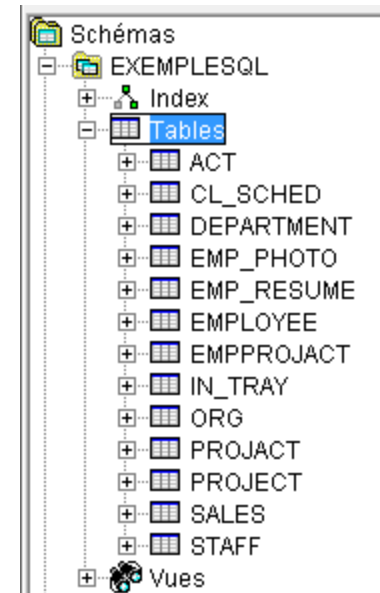 Schémas
EXEMPLESQL
Index
Tables
ACT
CL_SCHED
DEPARTMENT
EMP_PHOTO
EMP_RESUME
EMPLOYEE
EMPPROJACT
IN_TRAY
ORG
PROJACT
PROJECT
SALES
STAFF
Vues